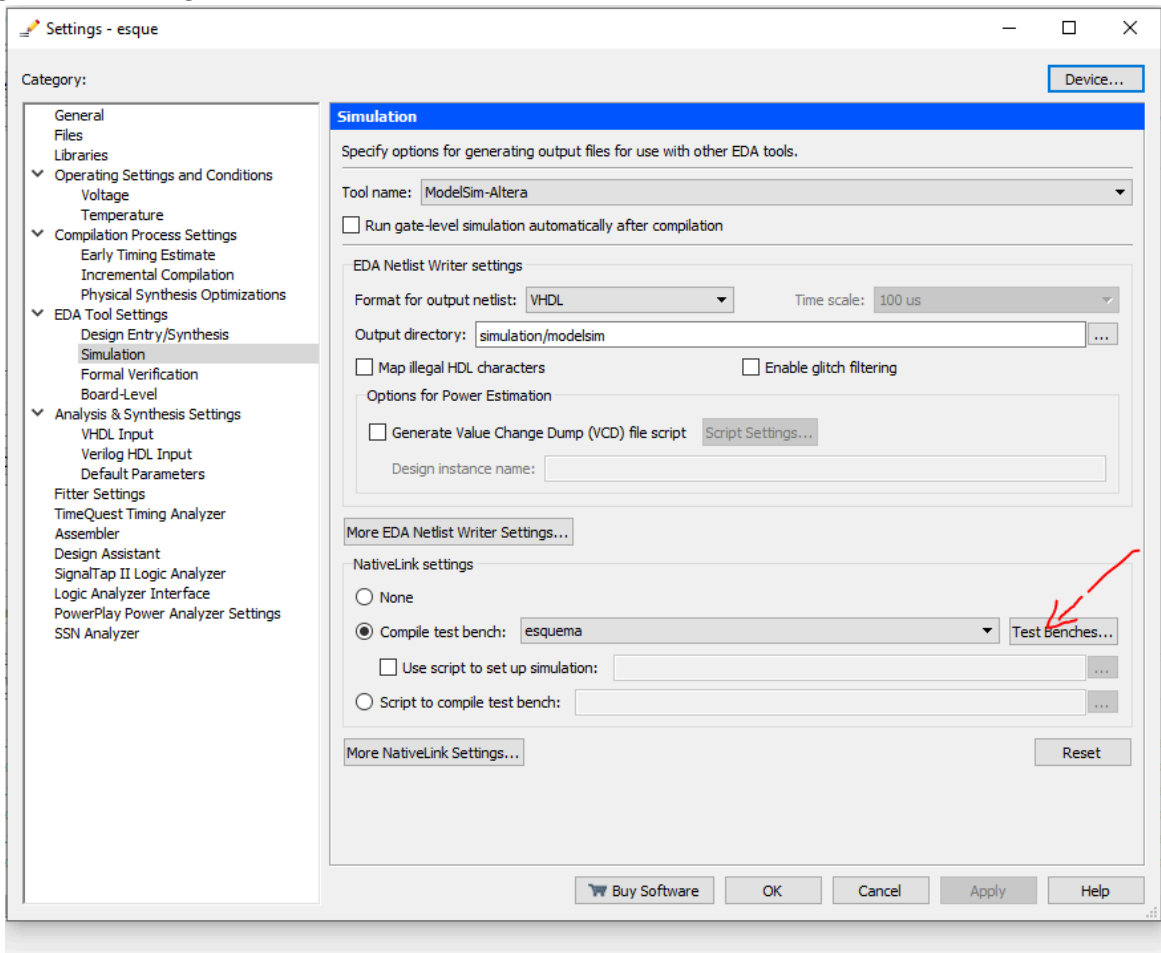 Settings - esque
Category:
Device...
General
Files
Libraries
Operating Settings and Conditions
Voltage
Temperature
Compilation Process Settings
Early Timing Estimate
Incremental Compilation
Physical Synthesis Optimizations
EDA Tool Settings
Design Entry/Synthesis
Simulation
Formal Verification
Board-Level
Analysis & Synthesis Settings
VHDL Input
Verilog HDL Input
Default Parameters
Fitter Settings
TimeQuest Timing Analyzer
Assembler
Design Assistant
SignalTap II Logic Analyzer
Logic Analyzer Interface
PowerPlay Power Analyzer Settings
SSN Analyzer
Simulation
Specify options for generating output files for use with other EDA tools.
Tool name: ModelSim-Altera
Run gate-level simulation automatically after compilation
EDA Netlist Writer settings
Format for output netlist: VHDL Time scale: 100 us
Output directory: simulation/modelsim ...
Map illegal HDL characters Enable glitch filtering
Options for Power Estimation
Generate Value Change Dump (VCD) file script Script Settings...
Design instance name:
More EDA Netlist Writer Settings...
NativeLink settings
None
Compile test bench: esquema Test Benches...
Use script to set up simulation: ...
Script to compile test bench: ...
More NativeLink Settings... Reset
Buy Software OK Cancel Apply Help